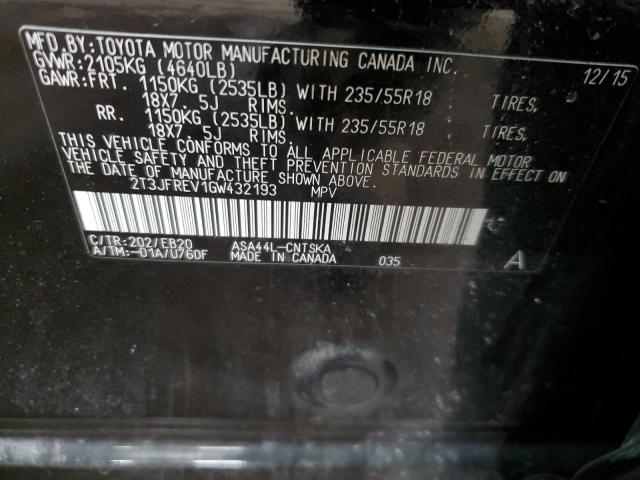 MFD. BY: TOYOTA MOTOR MANUFACTURING CANADA INC.
GVWR: 2105KG (4640LB) 12/15
GAWR: FRT. 1150KG (2535LB) WITH 235/55R18 TIRES,
18X7.5J RIMS.
RR. 1150KG (2535LB) WITH 235/55R18 TIRES,
18X7.5J RIMS.
THIS VEHICLE CONFORMS TO ALL APPLICABLE FEDERAL MOTOR
VEHICLE SAFETY AND THEFT PREVENTION STANDARDS IN EFFECT ON
THE DATE OF MANUFACTURE SHOWN ABOVE.
2T3JFREV1GW432193 MPV
C/TR: 202/EB20 ASA44L-CNTSKA
A/TM: -01A/U760F MADE IN CANADA 035 A